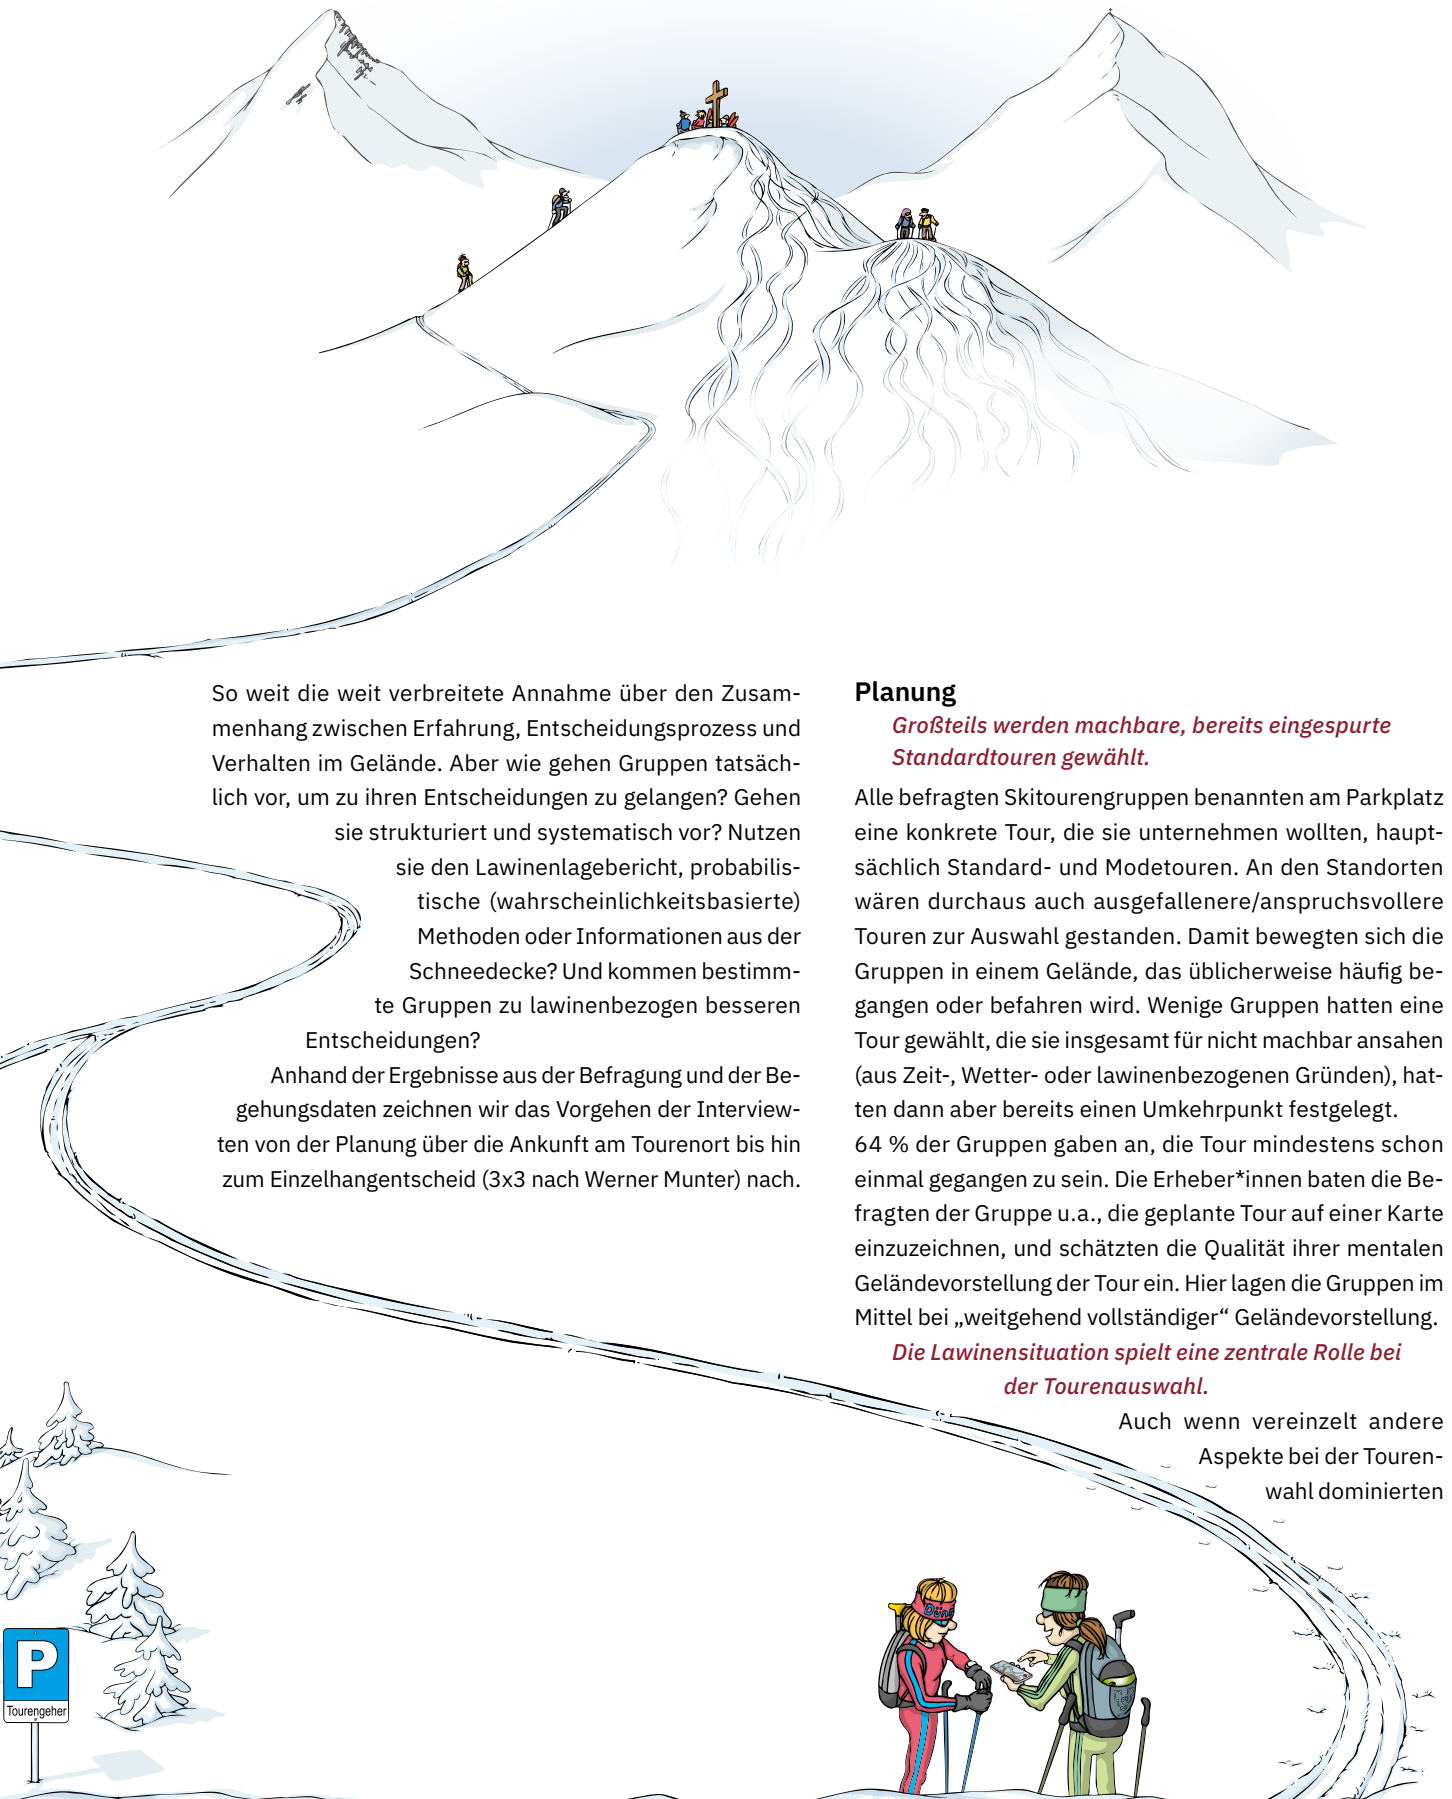 So weit die weit verbreitete Annahme über den Zusam-
menhang zwischen Erfahrung, Entscheidungsprozess und
Verhalten im Gelände. Aber wie gehen Gruppen tatsäch-
lich vor, um zu ihren Entscheidungen zu gelangen? Gehen
sie strukturiert und systematisch vor? Nutzen
sie den Lawinenlagebericht, probabilis-
tische (wahrscheinlichkeitsbasierte)
Methoden oder Informationen aus der
Schneedecke? Und kommen bestimm-
te Gruppen zu lawinenbezogen besseren
Entscheidungen?
Anhand der Ergebnisse aus der Befragung und der Be-
gehungsdaten zeichnen wir das Vorgehen der Interview-
ten von der Planung über die Ankunft am Tourenort bis hin
zum Einzelhangentscheid (3x3 nach Werner Munter) nach.
Planung
Großteils werden machbare, bereits eingespurte
Standardtouren gewählt.
Alle befragten Skitourengruppen benannten am Parkplatz
eine konkrete Tour, die sie unternehmen wollten, haupt-
sächlich Standard- und Modetouren. An den Standorten
wären durchaus auch ausgefallenere/anspruchsvollere
Touren zur Auswahl gestanden. Damit bewegten sich die
Gruppen in einem Gelände, das üblicherweise häufig be-
gangen oder befahren wird. Wenige Gruppen hatten eine
Tour gewählt, die sie insgesamt für nicht machbar ansahen
(aus Zeit-, Wetter- oder lawinenbezogenen Gründen), hat-
ten dann aber bereits einen Umkehrpunkt festgelegt.
64 % der Gruppen gaben an, die Tour mindestens schon
einmal gegangen zu sein. Die Erheber*innen baten die Be-
fragten der Gruppe u.a., die geplante Tour auf einer Karte
einzuzeichnen, und schätzten die Qualität ihrer mentalen
Geländevorstellung der Tour ein. Hier lagen die Gruppen im
Mittel bei „weitgehend vollständiger“ Geländevorstellung.
Die Lawinensituation spielt eine zentrale Rolle bei
der Tourenauswahl.
Auch wenn vereinzelt andere
Aspekte bei der Touren-
wahl dominierten
P
Tourengeher